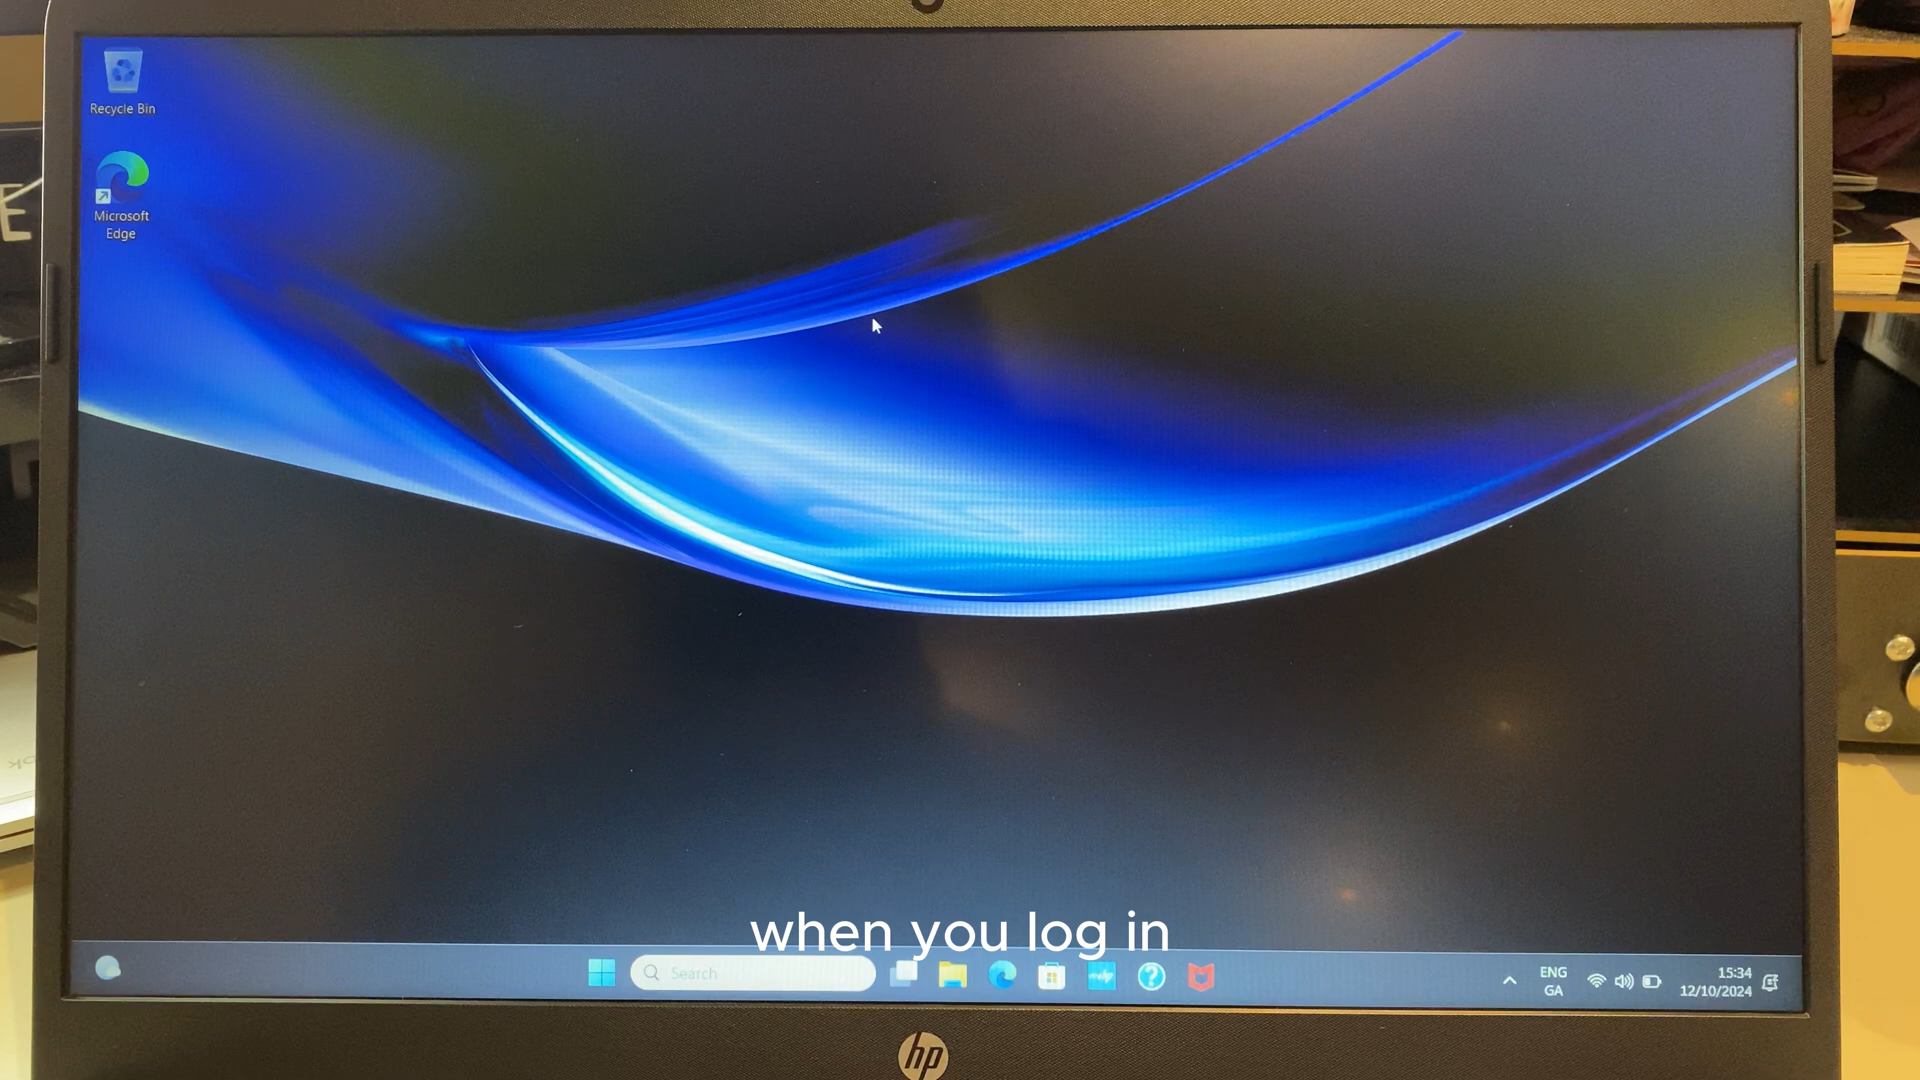 Recycle Bin
Microsoft
Edge
when you log in
Search
ENG
GA
15:34
12/10/2024
hp